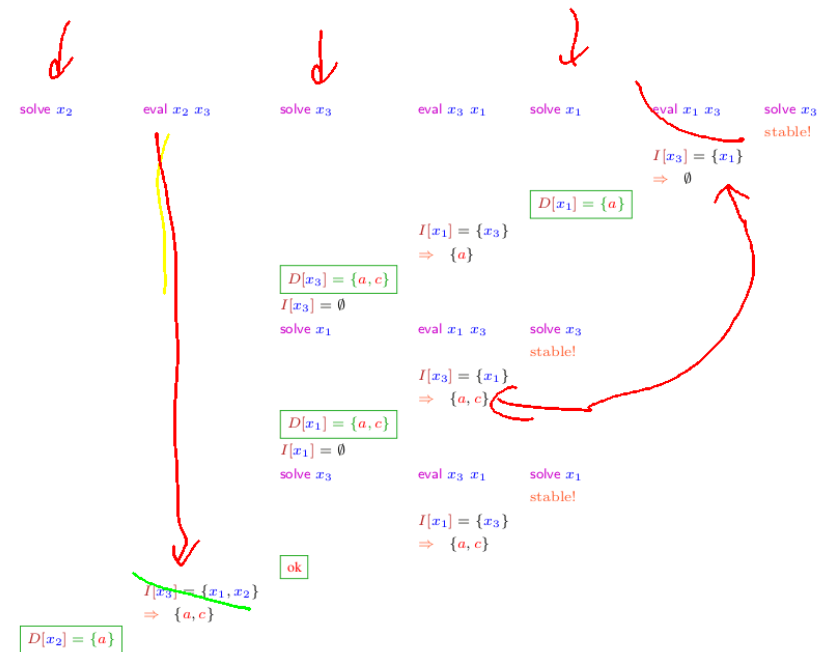 solve x₂ eval x₂ x₃ solve x₃ eval x₃ x₁ solve x₁ eval x₁ x₃ solve x₃
stable!
I[x₃] = {x₁}
⇒ ∅
D[x₁] = {a}
I[x₁] = {x₃}
⇒ {a}
D[x₃] = {a, c}
I[x₃] = ∅
solve x₁ eval x₁ x₃ solve x₃
stable!
I[x₃] = {x₁}
⇒ {a, c}
D[x₁] = {a, c}
I[x₁] = ∅
solve x₃ eval x₃ x₁ solve x₁
stable!
I[x₁] = {x₃}
⇒ {a, c}
ok
I[x₃] = {x₁, x₂}
⇒ {a, c}
D[x₂] = {a}